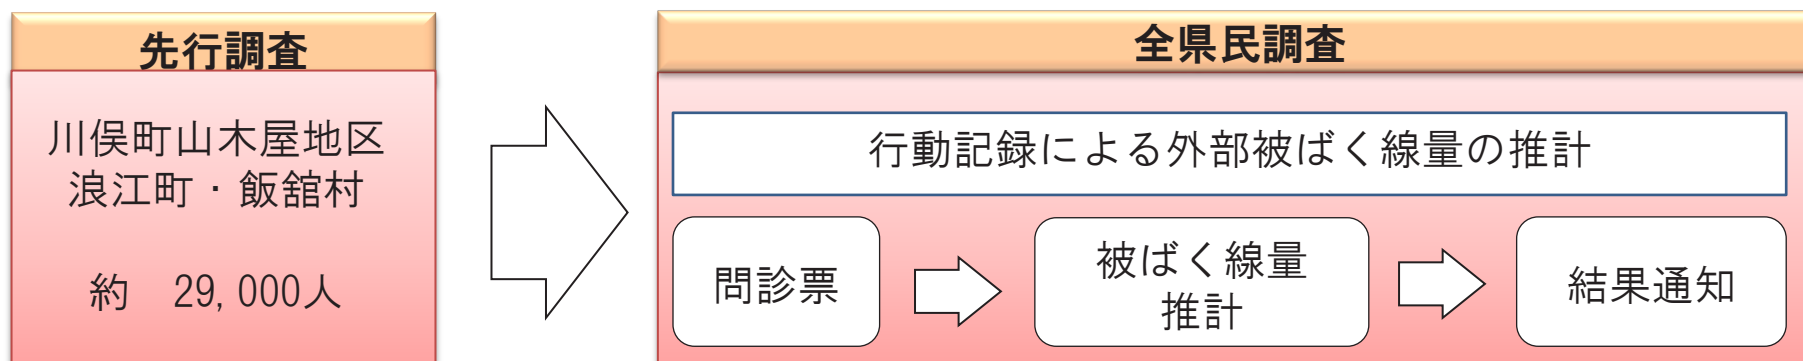 先行調査
川俣町山木屋地区
浪江町・飯舘村
約　29,000人
全県民調査
行動記録による外部被ばく線量の推計
問診票
被ばく線量
推計
結果通知